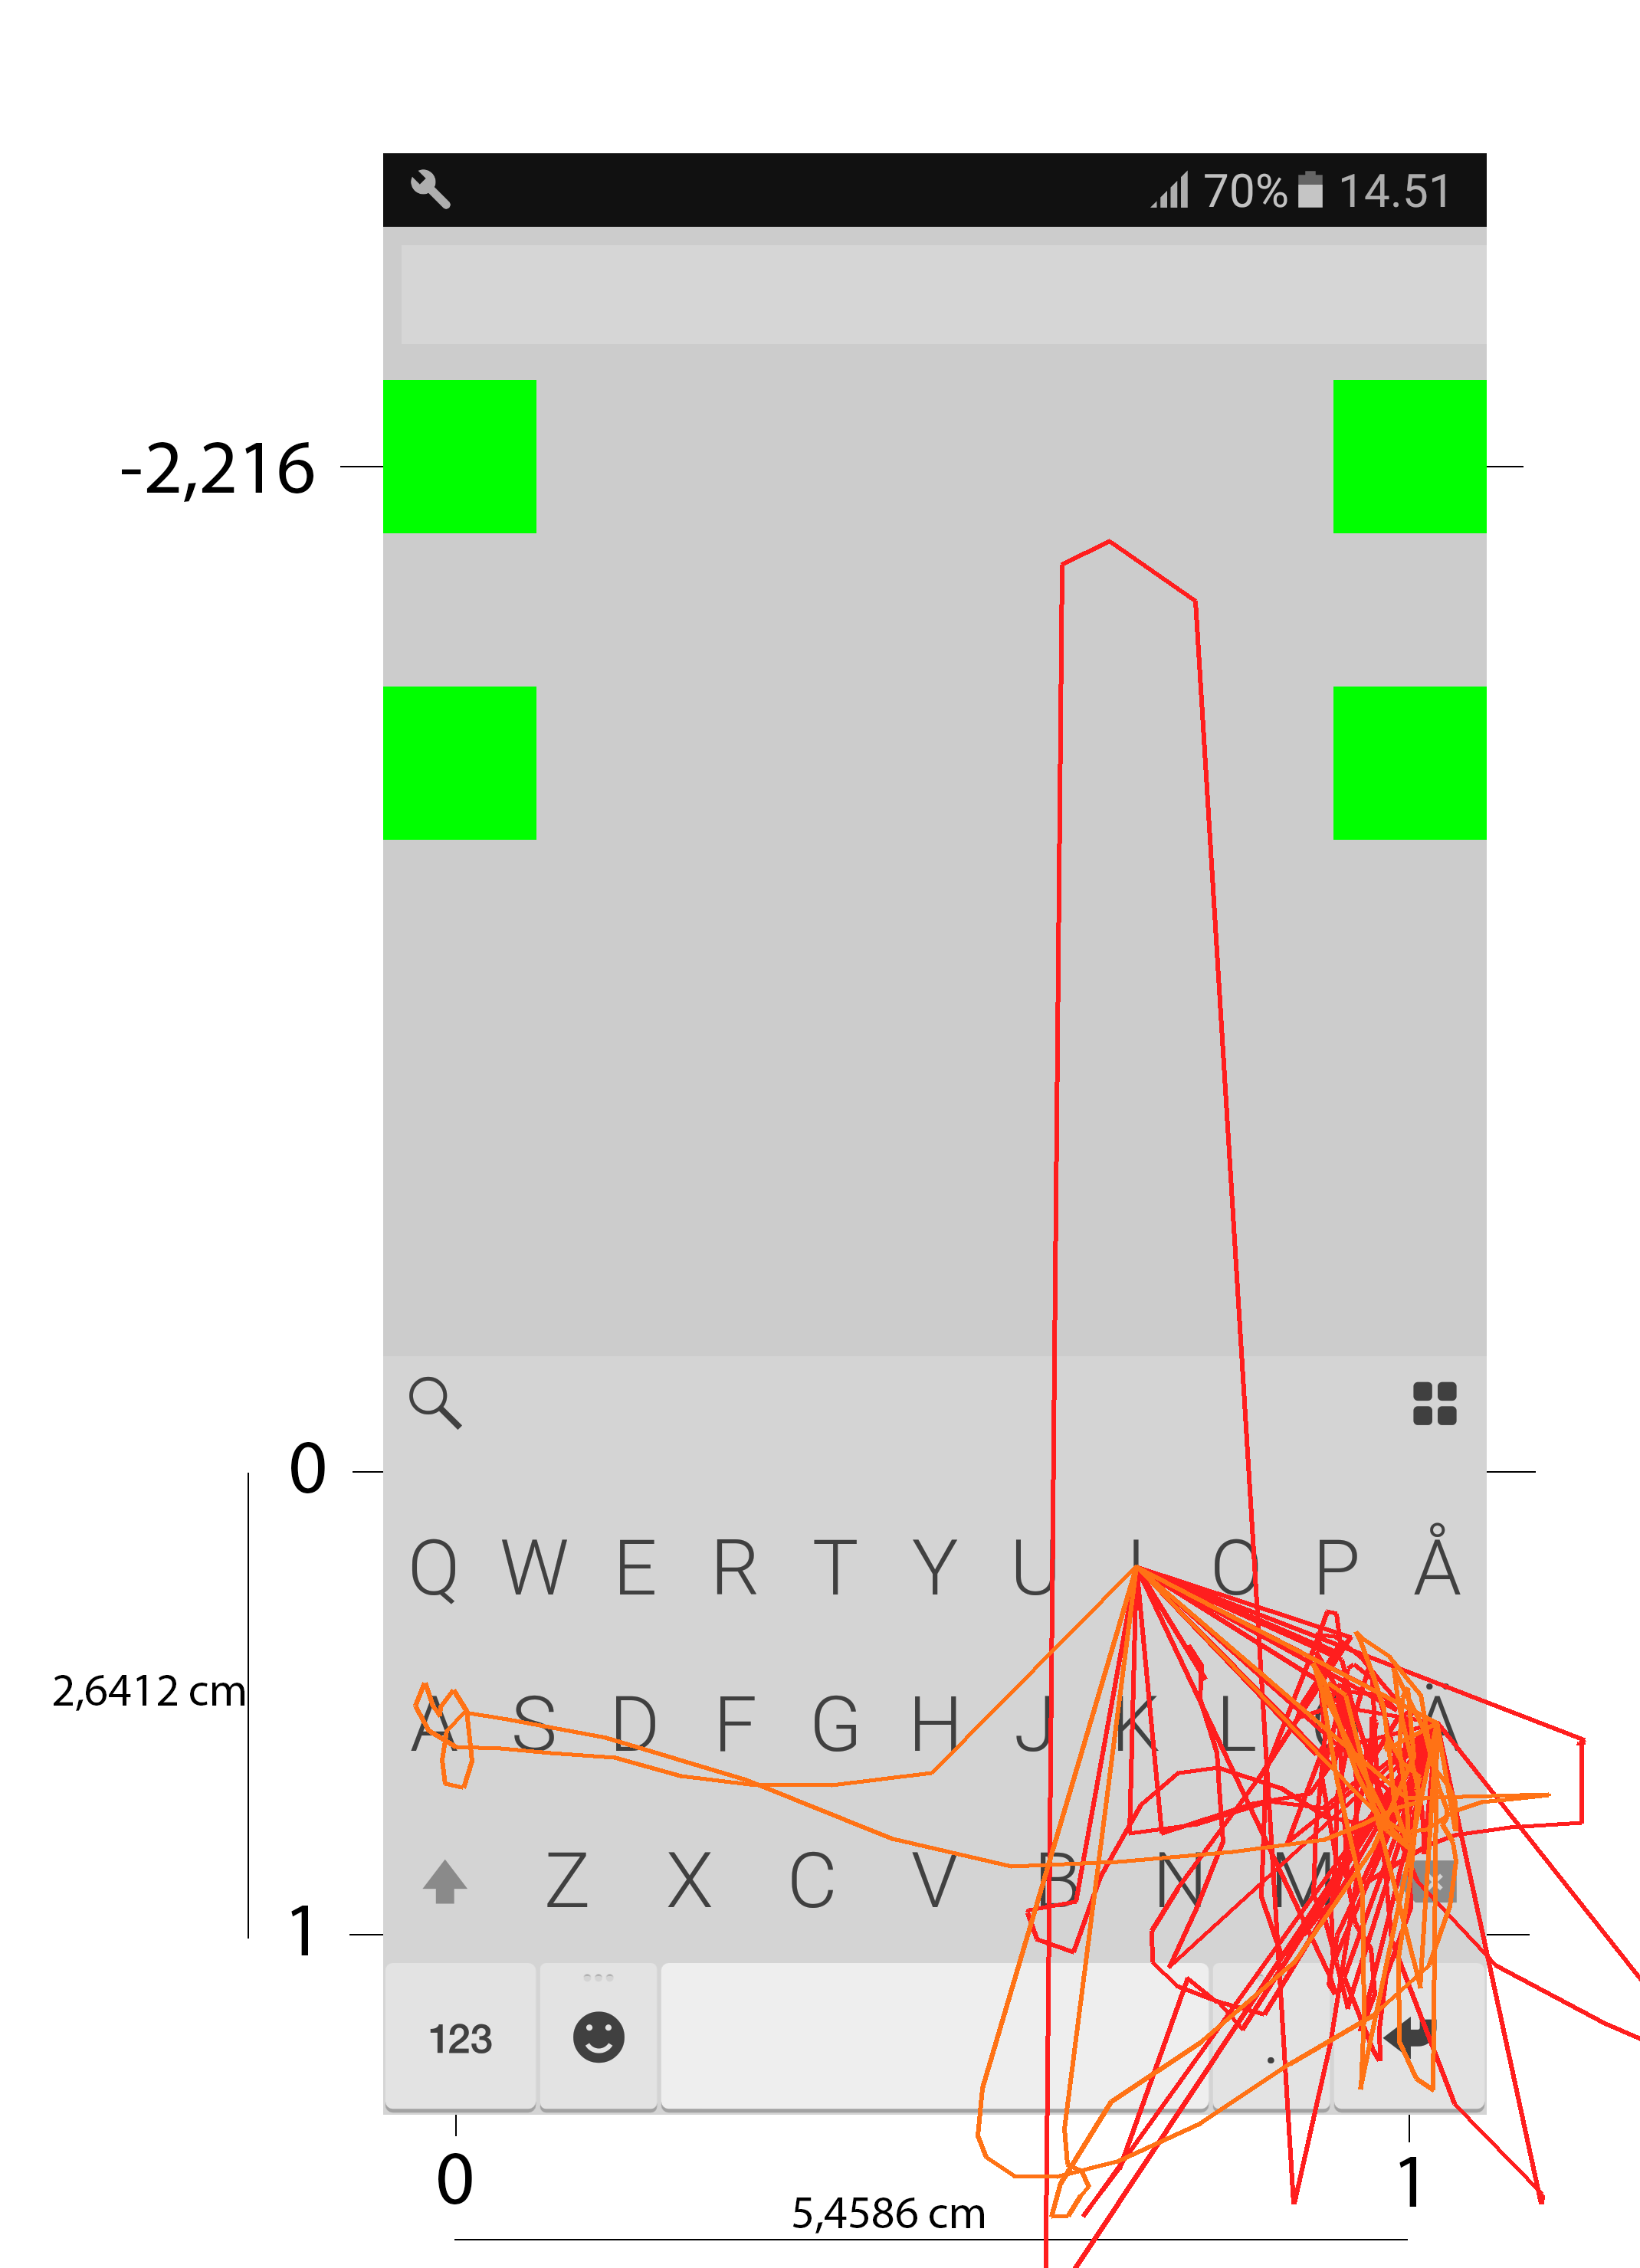 70% 14.51
-2,216
0
Q W E R T Y U I O P Å
2,6412 cm
A S D F G H J K L Ö Ä
Z X C V B N M
1
123 .
0 1
5,4586 cm